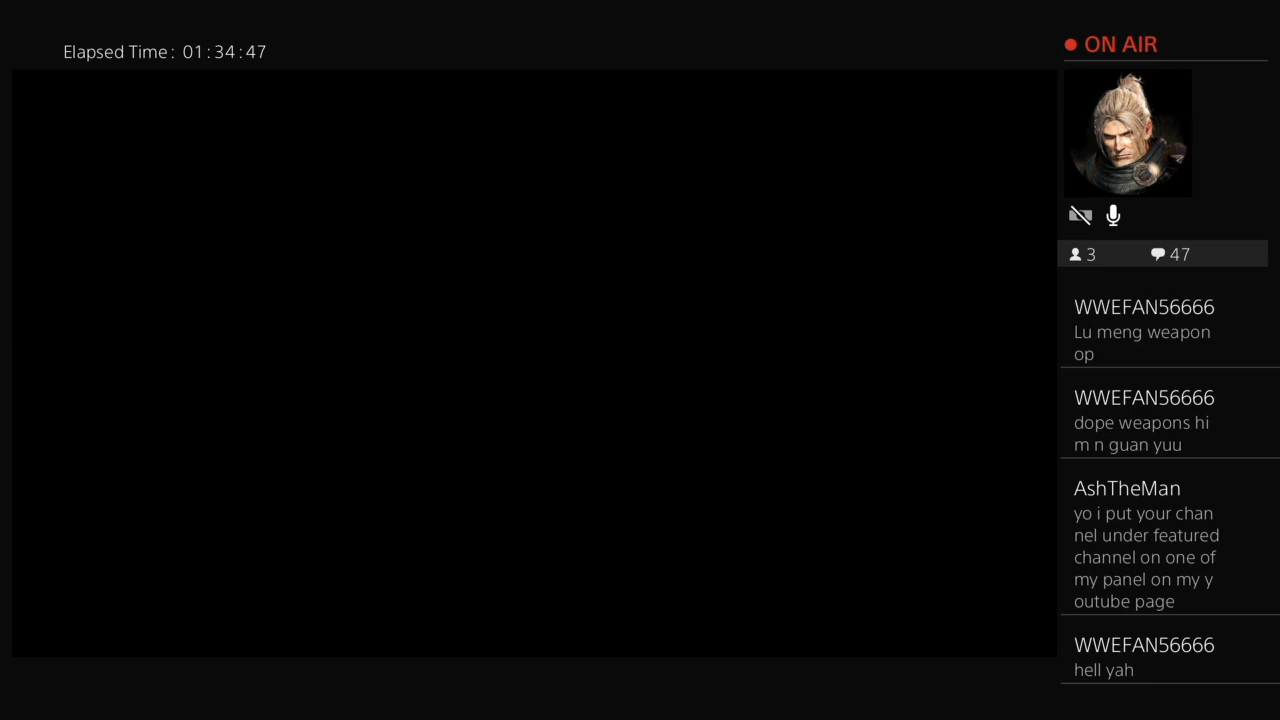 Elapsed Time: 01:34:47
ON AIR
3
47
WWEFAN56666
Lu meng weapon
op
WWEFAN56666
dope weapons hi
m n guan yuu
AshTheMan
yo i put your chan
nel under featured
channel on one of
my panel on my y
outube page
WWEFAN56666
hell yah